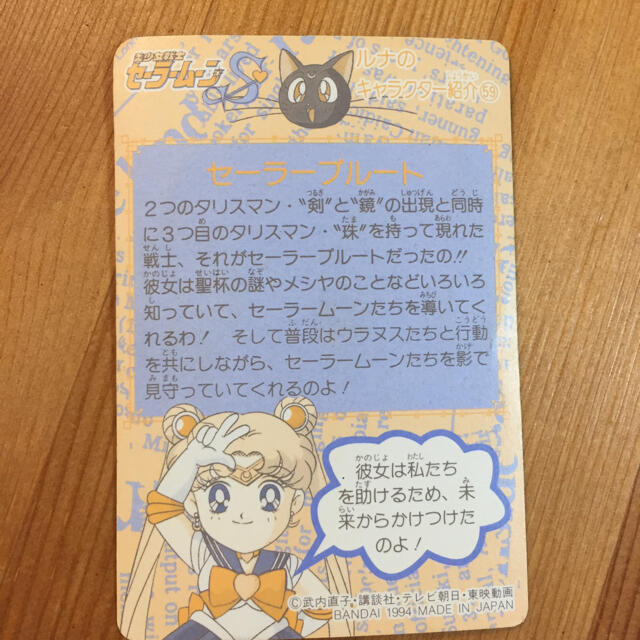 美少女戦士
セーラームーンS
ルナの
キャラクター紹介59
セーラープルート
2つのタリスマン・〝剣〟と〝鏡〟の出現と同時
に3つ目のタリスマン・〝珠〟を持って現れた
戦士、それがセーラープルートだったの!!
彼女は聖杯の謎やメシヤのことなどいろいろ
知っていて、セーラームーンたちを導いてく
れるわ! そして普段はウラヌスたちと行動
を共にしながら、セーラームーンたちを影で
見守っていてくれるのよ!
彼女は私たち
を助けるため、未
来からかけつけた
のよ!
©武内直子・講談社・テレビ朝日・東映動画
BANDAI 1994 MADE IN JAPAN